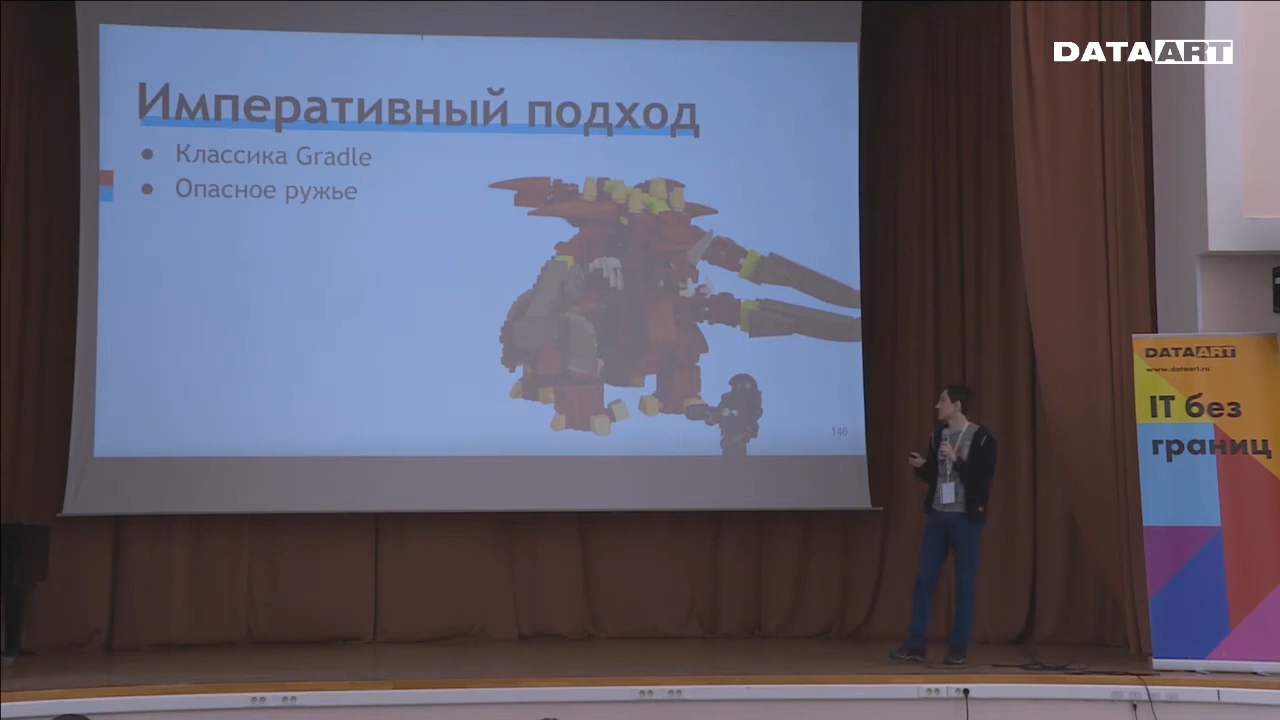 DATAART
Императивный подход
● Классика Gradle
● Опасное ружье
146
DATAART
www.dataart.ru
IT без
границ